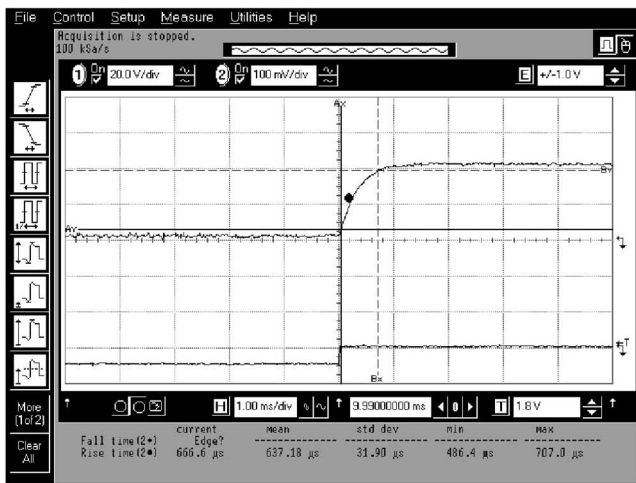 File Control Setup Measure Utilities Help
Acquisition is stopped.
100 kSa/s
1 On 20.0 V/div 2 On 100 mV/div E +/-1.0 V
Ax
By
Ay
T
Bx
More
(1of2)
Clear
All
H 1.00 ms/div 9.99000000 ms 0 T 1.8 V
current mean std dev min max
Fall time(2+) Edge? --------- --------- --------- ---------
Rise time(2●) 666.6 µs 637.18 µs 31.90 µs 486.4 µs 707.0 µs